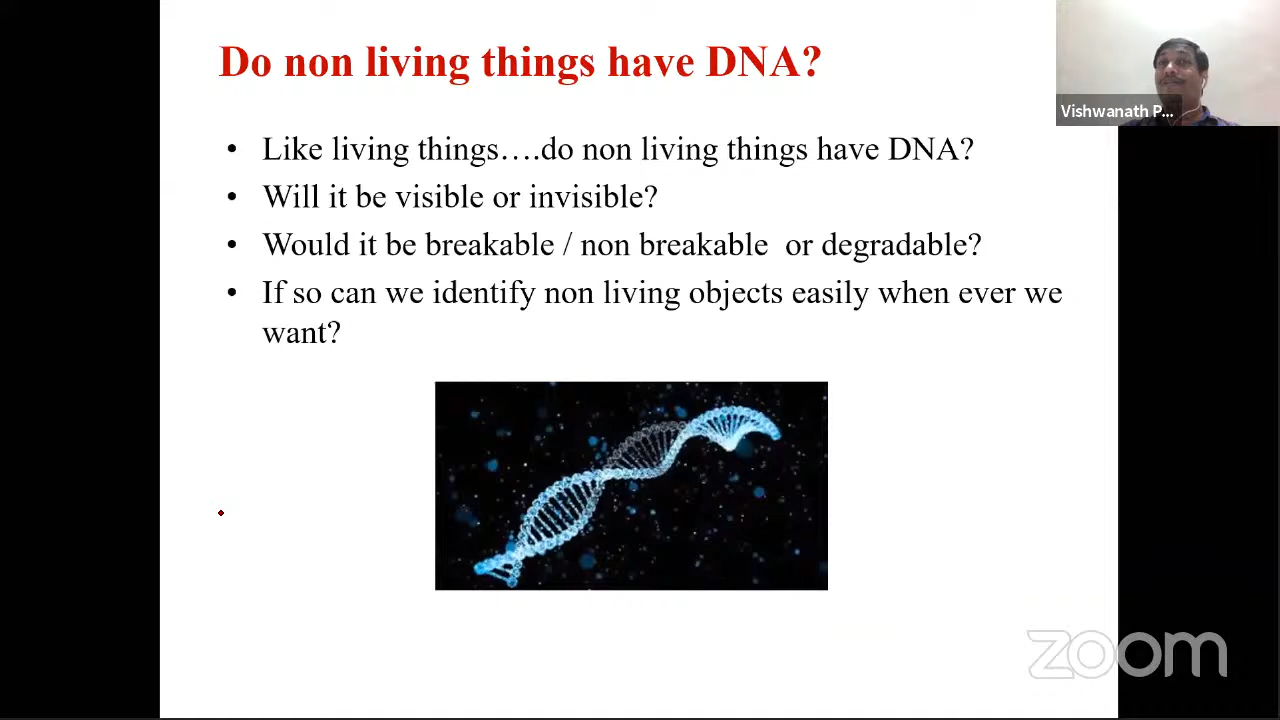 Do non living things have DNA?
Vishwanath P...
• Like living things….do non living things have DNA?
• Will it be visible or invisible?
• Would it be breakable / non breakable  or degradable?
• If so can we identify non living objects easily when ever we
want?
zoom